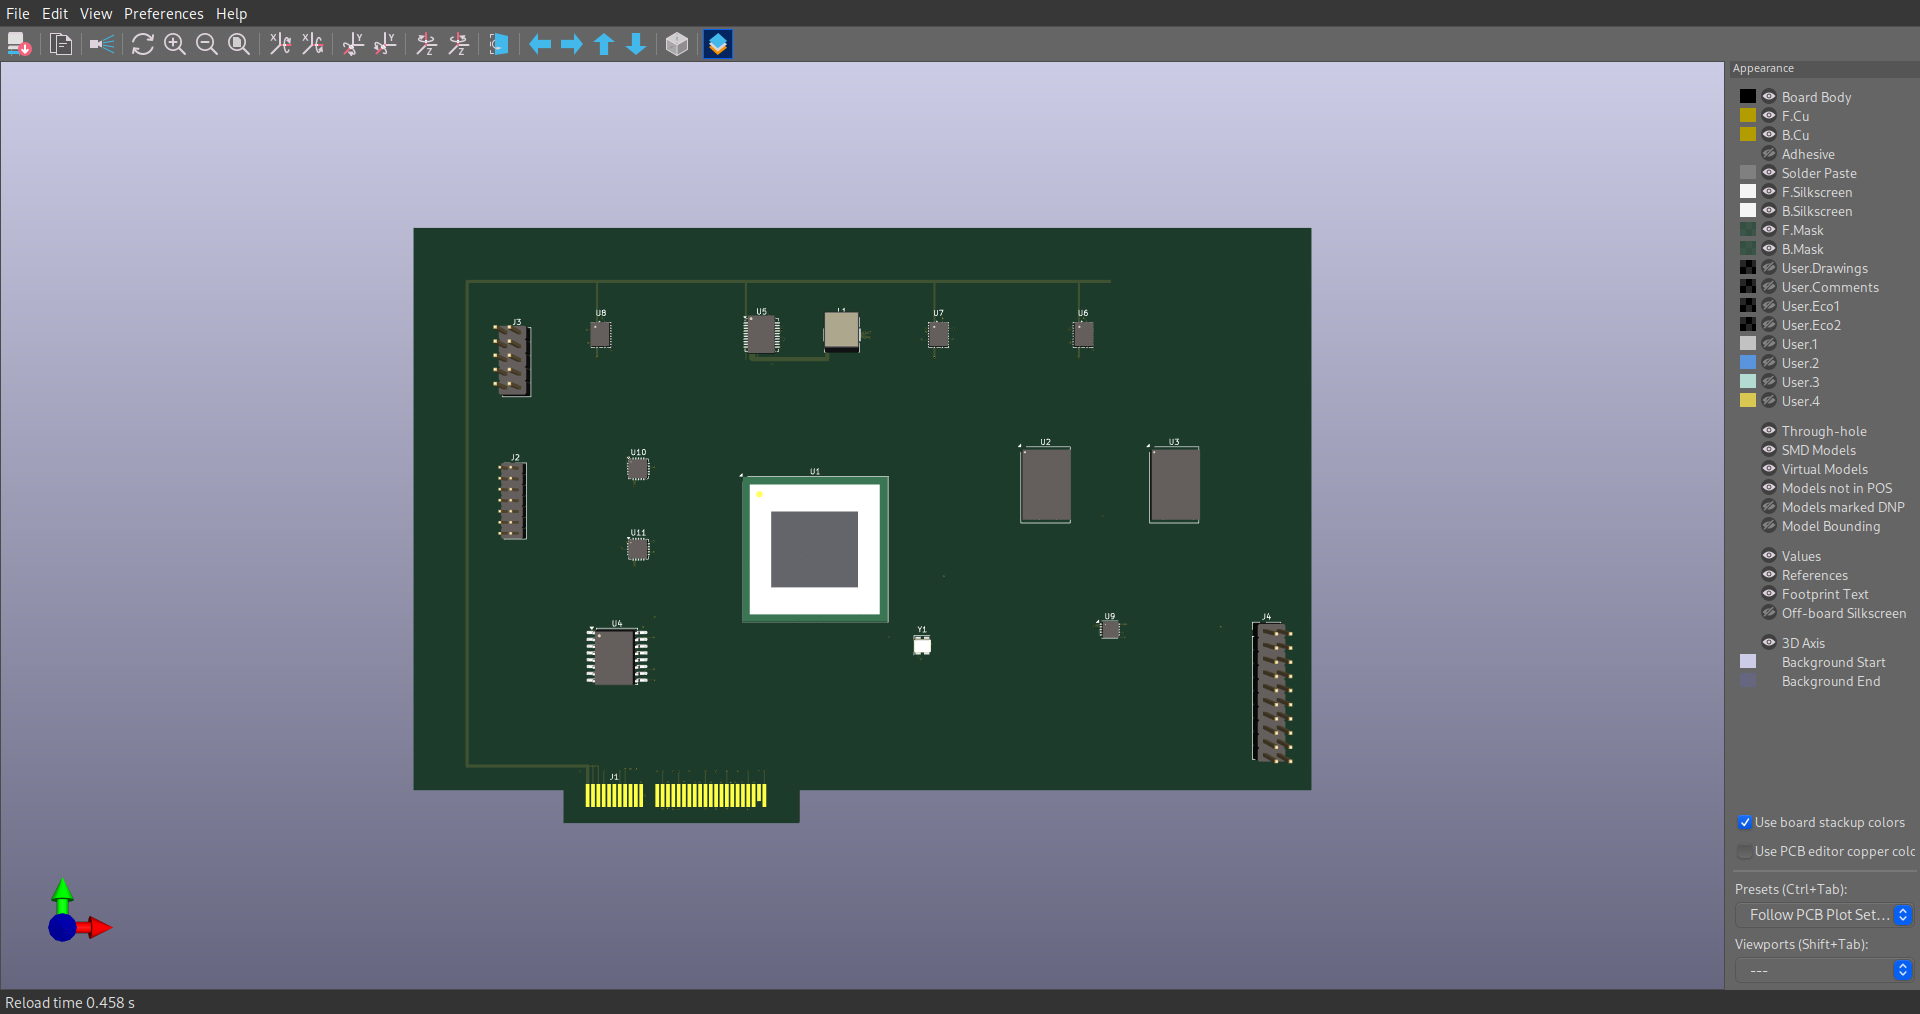 File Edit View Preferences Help
Appearance
Board Body
F.Cu
B.Cu
Adhesive
Solder Paste
F.Silkscreen
B.Silkscreen
F.Mask
B.Mask
User.Drawings
User.Comments
User.Eco1
User.Eco2
User.1
User.2
User.3
User.4
Through-hole
SMD Models
Virtual Models
Models not in POS
Models marked DNP
Model Bounding
Values
References
Footprint Text
Off-board Silkscreen
3D Axis
Background Start
Background End
Use board stackup colors
Use PCB editor copper colo
Presets (Ctrl+Tab):
Follow PCB Plot Set...
Viewports (Shift+Tab):
---
J3 U8 U5 L1 U7 U6
J2 U10 U1 U2 U3
U11
U4 Y1 U9 J4
J1
Y X Z
Reload time 0.458 s